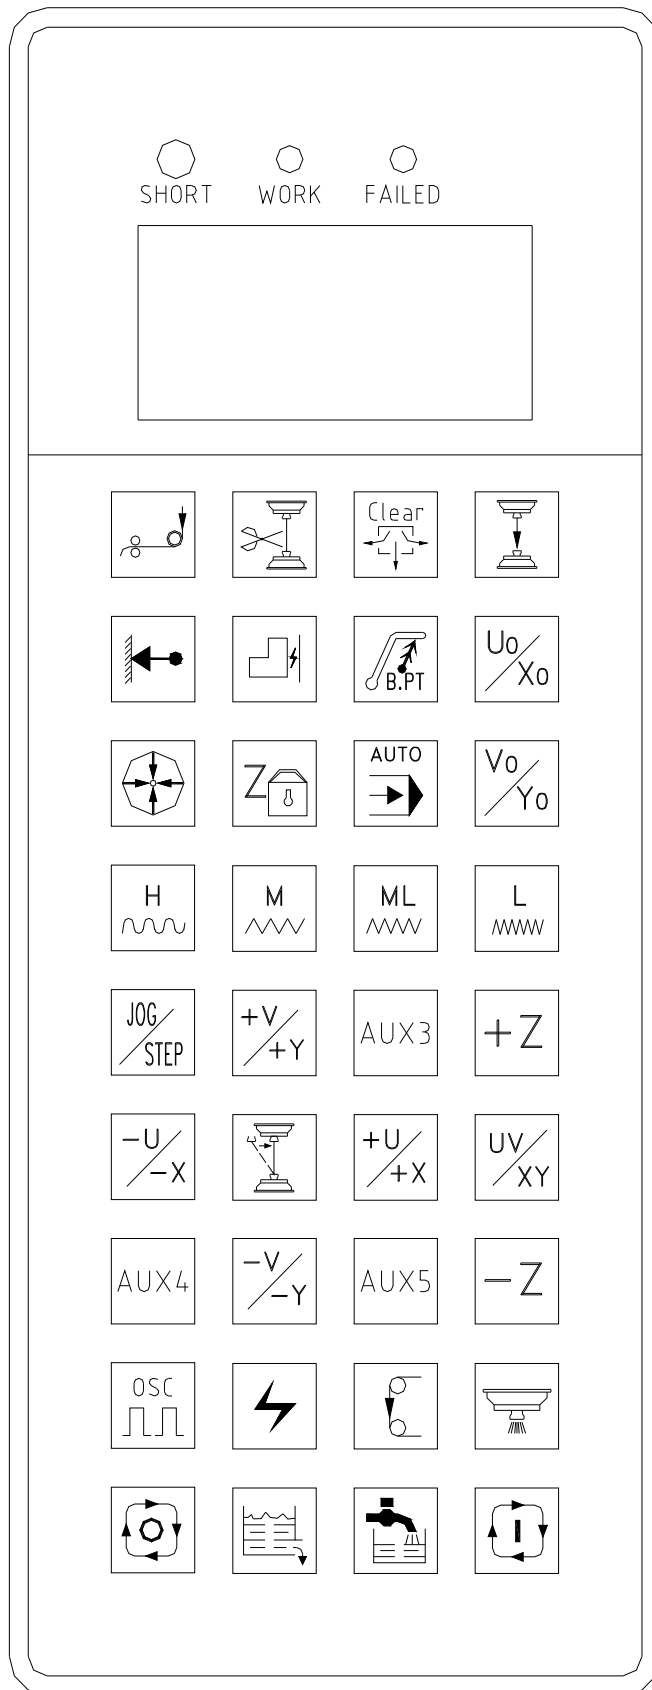 SHORT WORK FAILED
Clear
B.PT
Uo/Xo
Z
AUTO
Vo/Yo
H M ML L
JOG/STEP +V/+Y AUX3 +Z
-U/-X +U/+X UV/XY
AUX4 -V/-Y AUX5 -Z
OSC